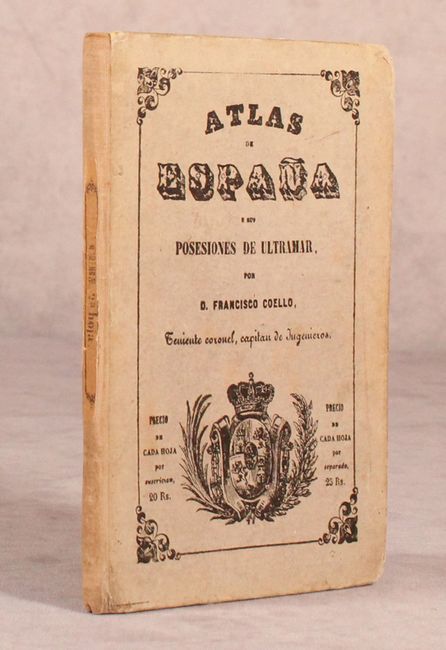 ATLAS
DE
ESPAÑA
Y SUS
POSESIONES DE ULTRAMAR,
POR
D. FRANCISCO COELLO,
Teniente coronel, capitan de Ingenieros.
PRECIO
DE
CADA HOJA
por
suscricion,
20 Rs.
PRECIO
DE
CADA HOJA
por
separado,
25 Rs.